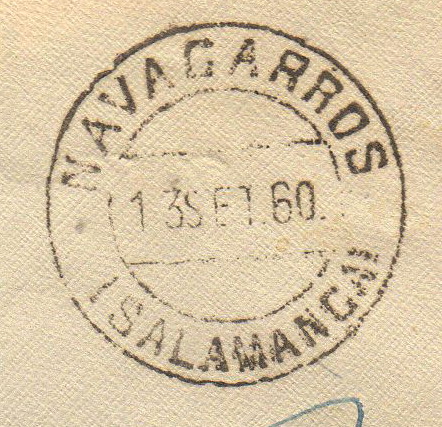 NAVACARROS
13 SET. 60.
(SALAMANCA)